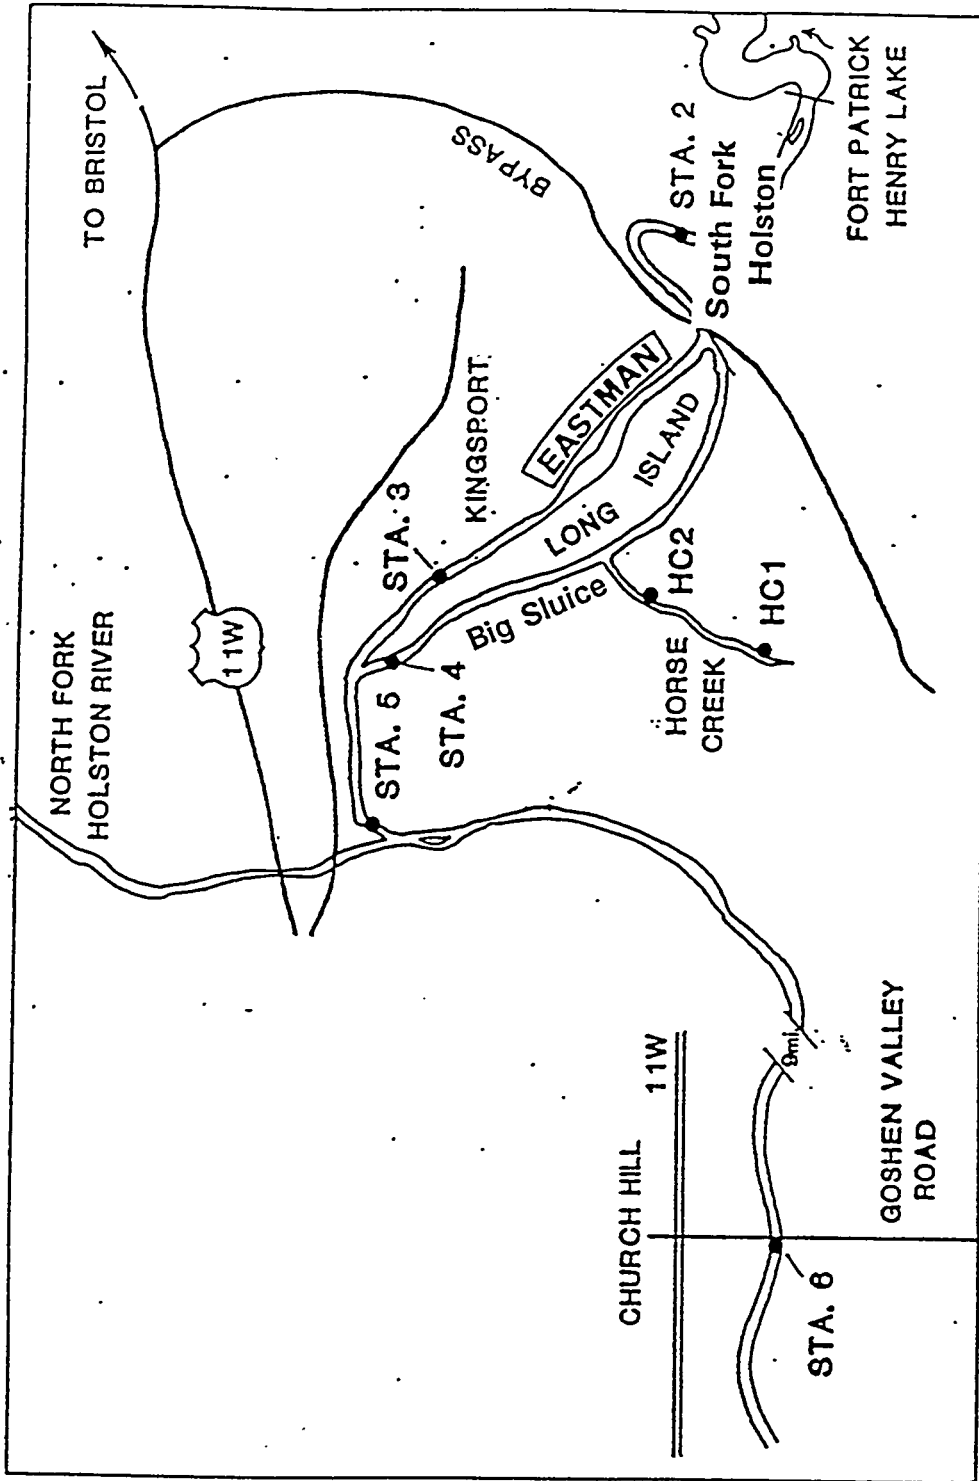 NORTH FORK
HOLSTON RIVER
TO BRISTOL
11W
BYPASS
STA. 3
KINGSPORT
EASTMAN
STA. 5
STA. 4
LONG
ISLAND
Big Sluice
STA. 2
South Fork
Holston
FORT PATRICK
HENRY LAKE
HC2
HC1
HORSE
CREEK
CHURCH HILL
11W
9mi.
GOSHEN VALLEY
ROAD
STA. 6